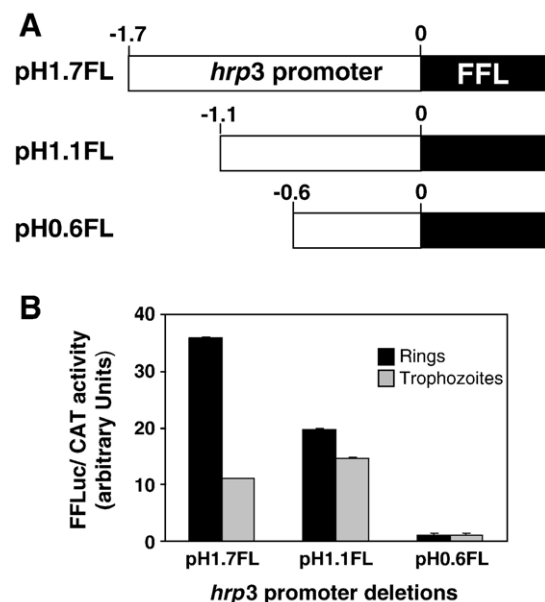 A
-1.7 0
pH1.7FL hrp3 promoter FFL
-1.1 0
pH1.1FL
-0.6 0
pH0.6FL
B
FFLuc/ CAT activity
(arbitrary Units)
40
30
20
10
0
Rings
Trophozoites
pH1.7FL pH1.1FL pH0.6FL
hrp3 promoter deletions